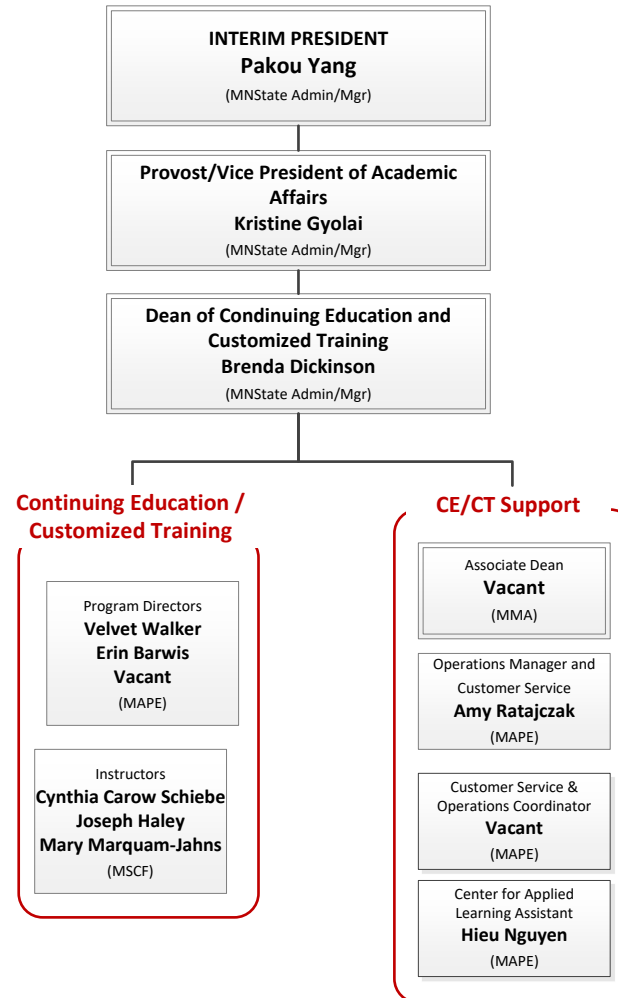 INTERIM PRESIDENT
Pakou Yang
(MNState Admin/Mgr)
Provost/Vice President of Academic
Affairs
Kristine Gyolai
(MNState Admin/Mgr)
Dean of Condinuing Education and
Customized Training
Brenda Dickinson
(MNState Admin/Mgr)
Continuing Education /
Customized Training
Program Directors
Velvet Walker
Erin Barwis
Vacant
(MAPE)
Instructors
Cynthia Carow Schiebe
Joseph Haley
Mary Marquam-Jahns
(MSCF)
CE/CT Support
Associate Dean
Vacant
(MMA)
Operations Manager and
Customer Service
Amy Ratajczak
(MAPE)
Customer Service &
Operations Coordinator
Vacant
(MAPE)
Center for Applied
Learning Assistant
Hieu Nguyen
(MAPE)